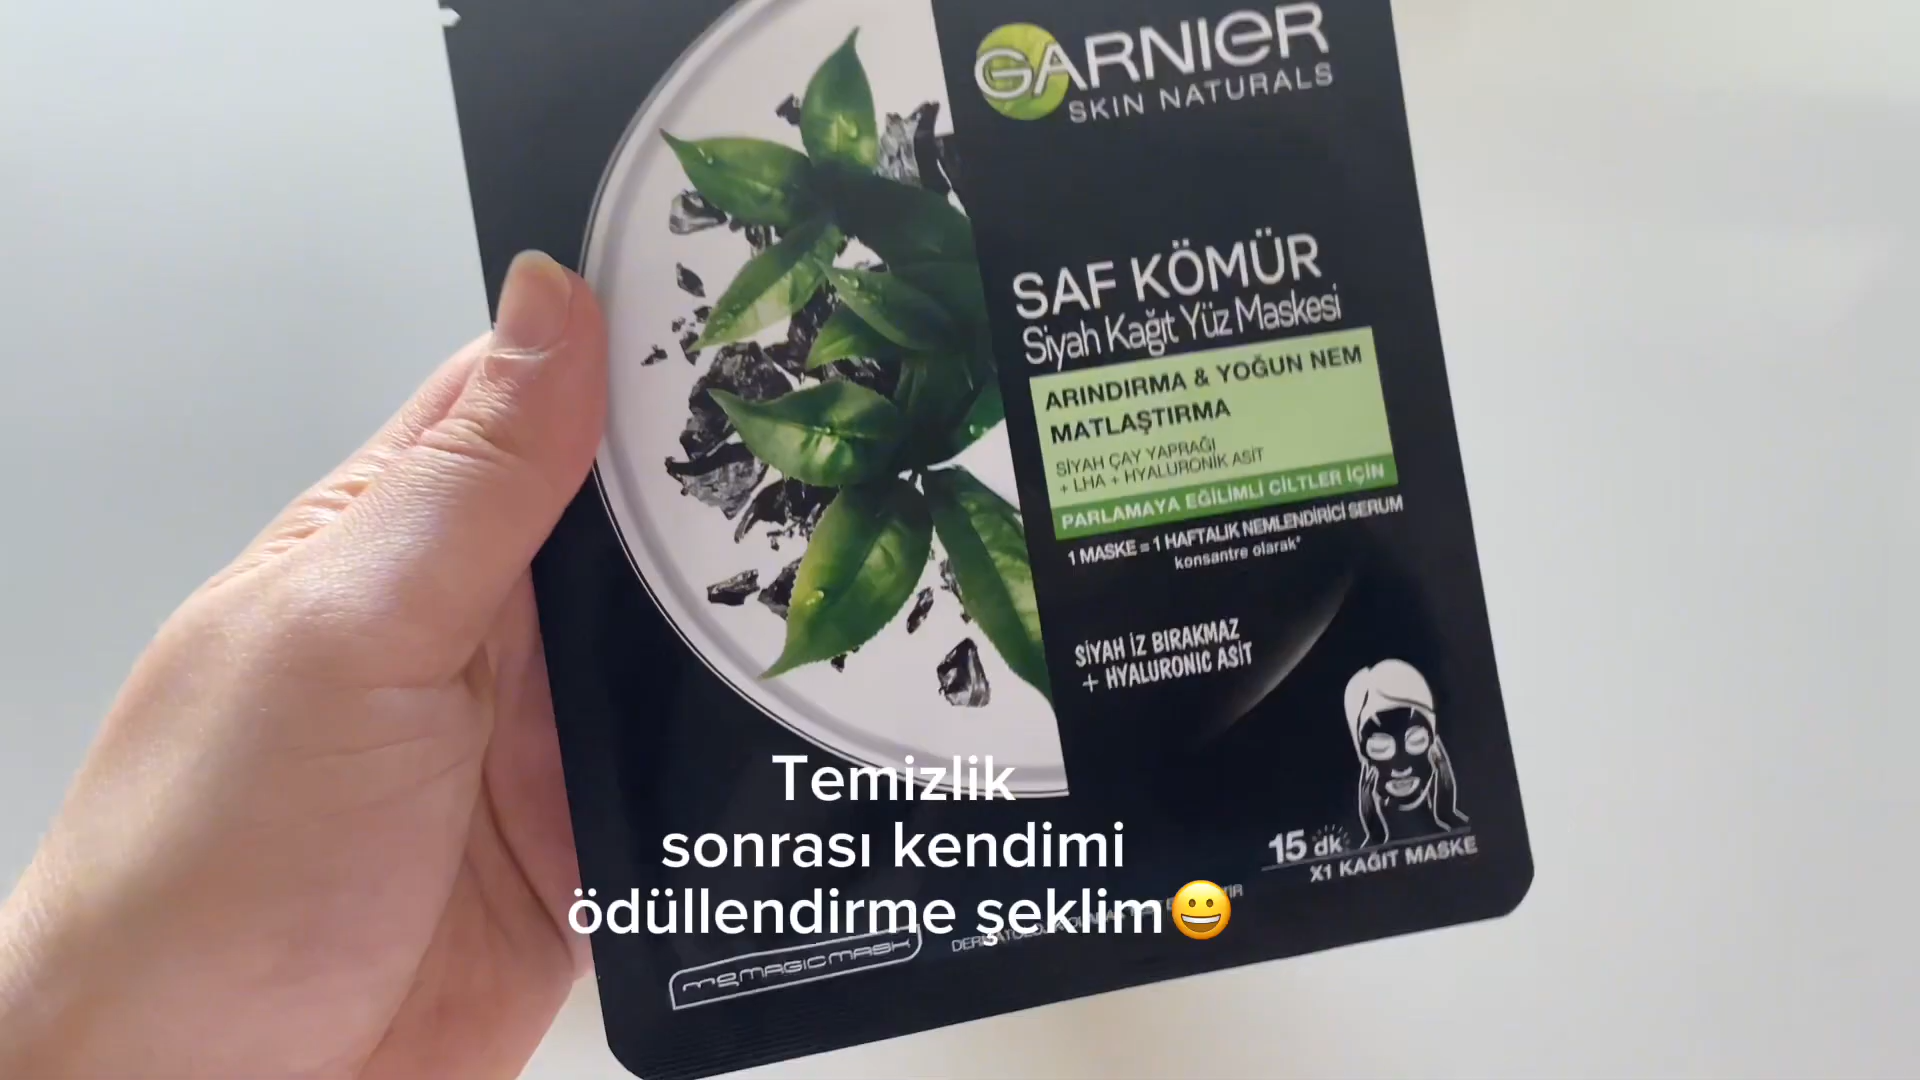 GARNIER
SKIN NATURALS
SAF KÖMÜR
Siyah Kağıt Yüz Maskesi
ARINDIRMA & YOĞUN NEM
MATLAŞTIRMA
SİYAH ÇAY YAPRAĞI
+ LHA + HYALURONİK ASİT
PARLAMAYA EĞİLİMLİ CİLTLER İÇİN
1 MASKE = 1 HAFTALIK NEMLENDİRİCİ SERUM
konsantre olarak*
SİYAH İZ BIRAKMAZ
+ HYALURONIC ASİT
15 dk
X1 KAĞIT MASKE
Temizlik
sonrası kendimi
ödüllendirme şeklim😀